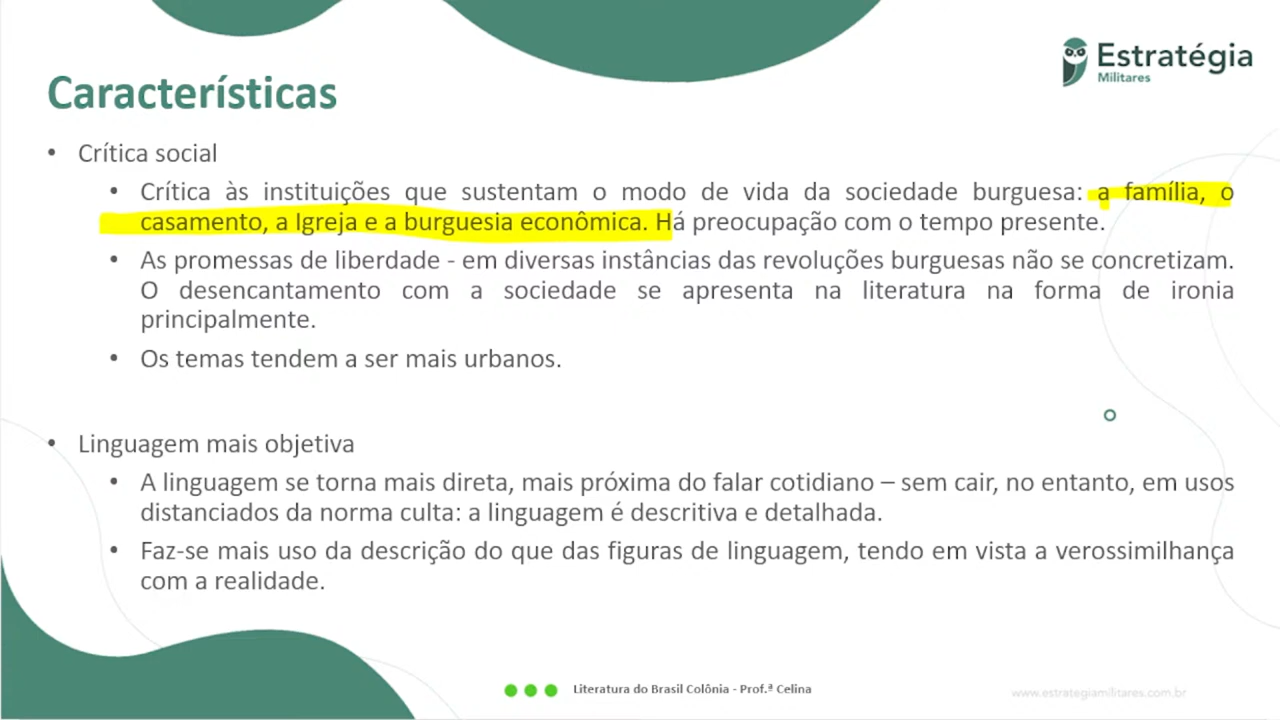 Estratégia
Militares
Características
• Crítica social
• Crítica às instituições que sustentam o modo de vida da sociedade burguesa: a família, o
casamento, a Igreja e a burguesia econômica. Há preocupação com o tempo presente.
• As promessas de liberdade - em diversas instâncias das revoluções burguesas não se concretizam.
O desencantamento com a sociedade se apresenta na literatura na forma de ironia
principalmente.
• Os temas tendem a ser mais urbanos.
• Linguagem mais objetiva
• A linguagem se torna mais direta, mais próxima do falar cotidiano – sem cair, no entanto, em usos
distanciados da norma culta: a linguagem é descritiva e detalhada.
• Faz-se mais uso da descrição do que das figuras de linguagem, tendo em vista a verossimilhança
com a realidade.
Literatura do Brasil Colônia - Prof.ª Celina
www.estrategiamilitares.com.br